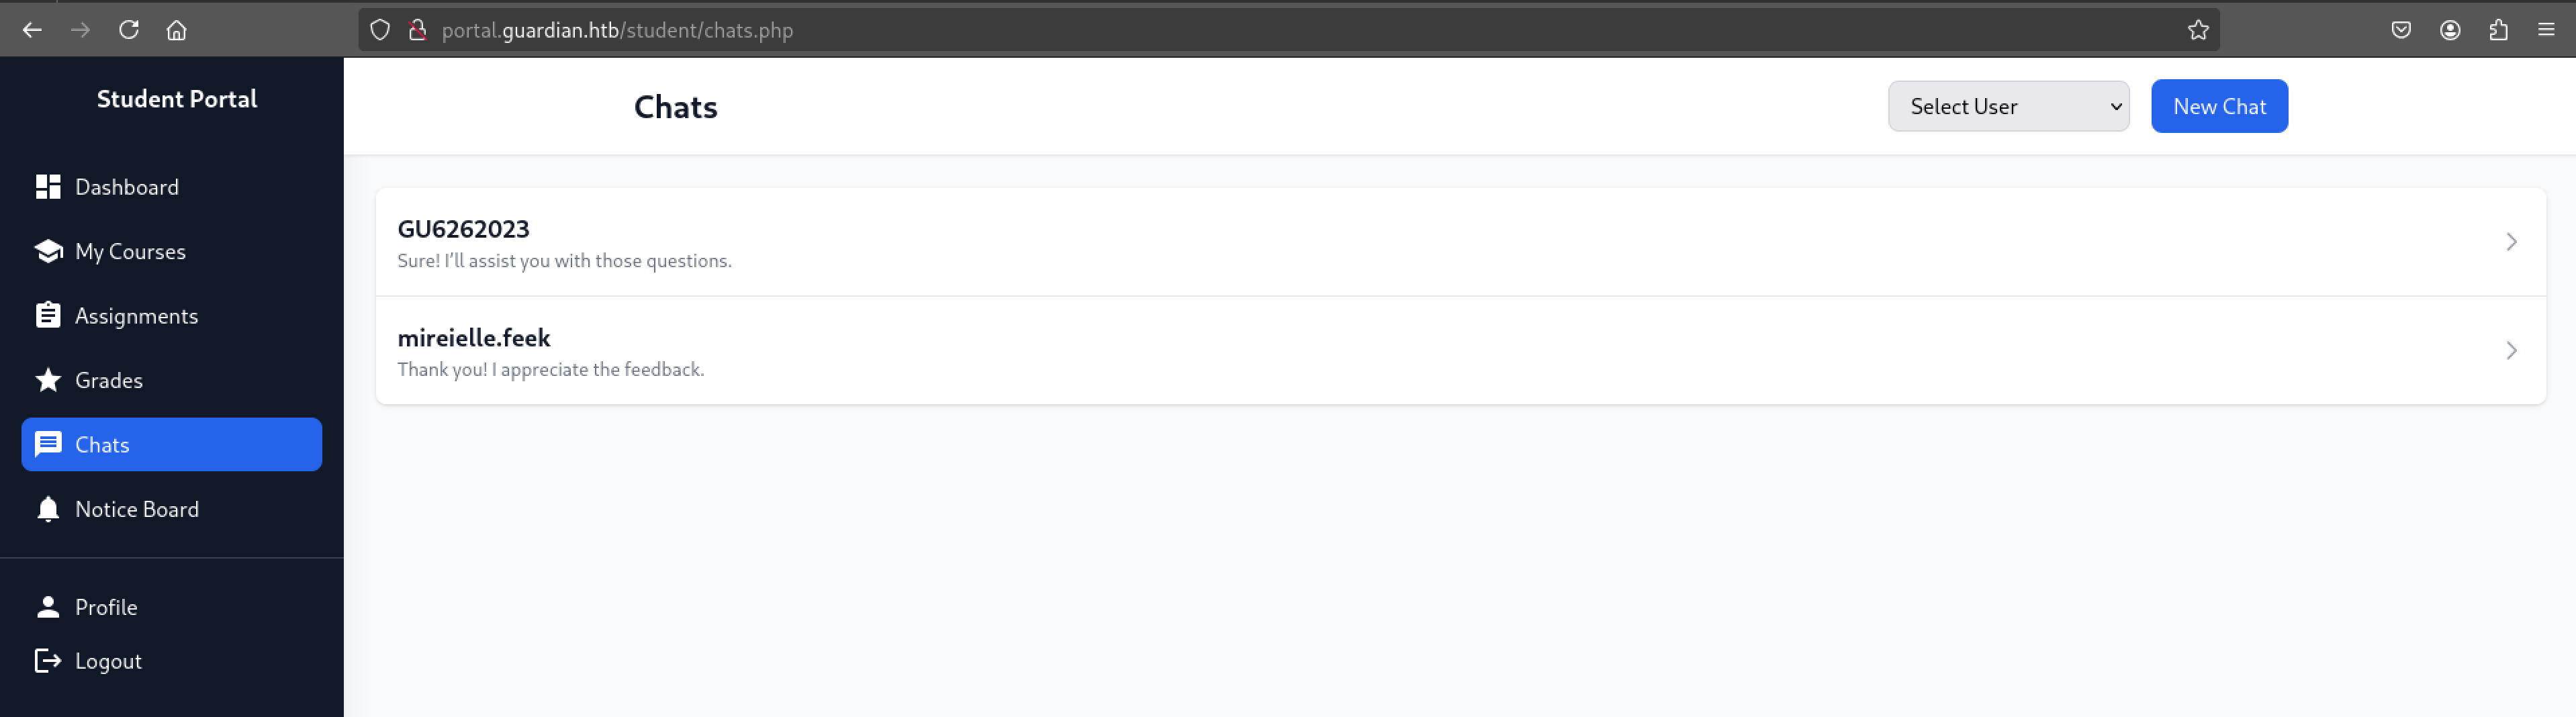 portal.guardian.htb/student/chats.php
Student Portal
Dashboard
My Courses
Assignments
Grades
Chats
Notice Board
Profile
Logout
Chats
Select User
New Chat
GU6262023
Sure! I’ll assist you with those questions.
mireielle.feek
Thank you! I appreciate the feedback.